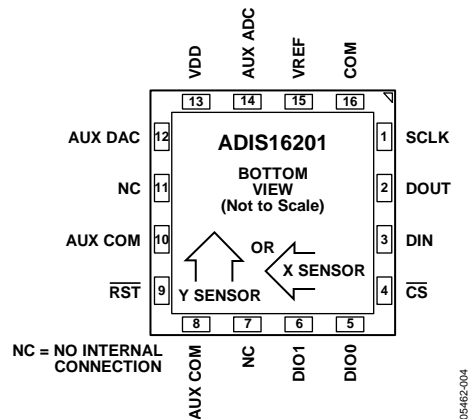 VDD
AUX ADC
VREF
COM
13
14
15
16
AUX DAC 12
NC 11
AUX COM 10
RST 9
ADIS16201
BOTTOM
VIEW
(Not to Scale)
OR
X SENSOR
Y SENSOR
1 SCLK
2 DOUT
3 DIN
4 CS
8
7
6
5
AUX COM
NC
DIO1
DIO0
NC = NO INTERNAL
CONNECTION
05462-004